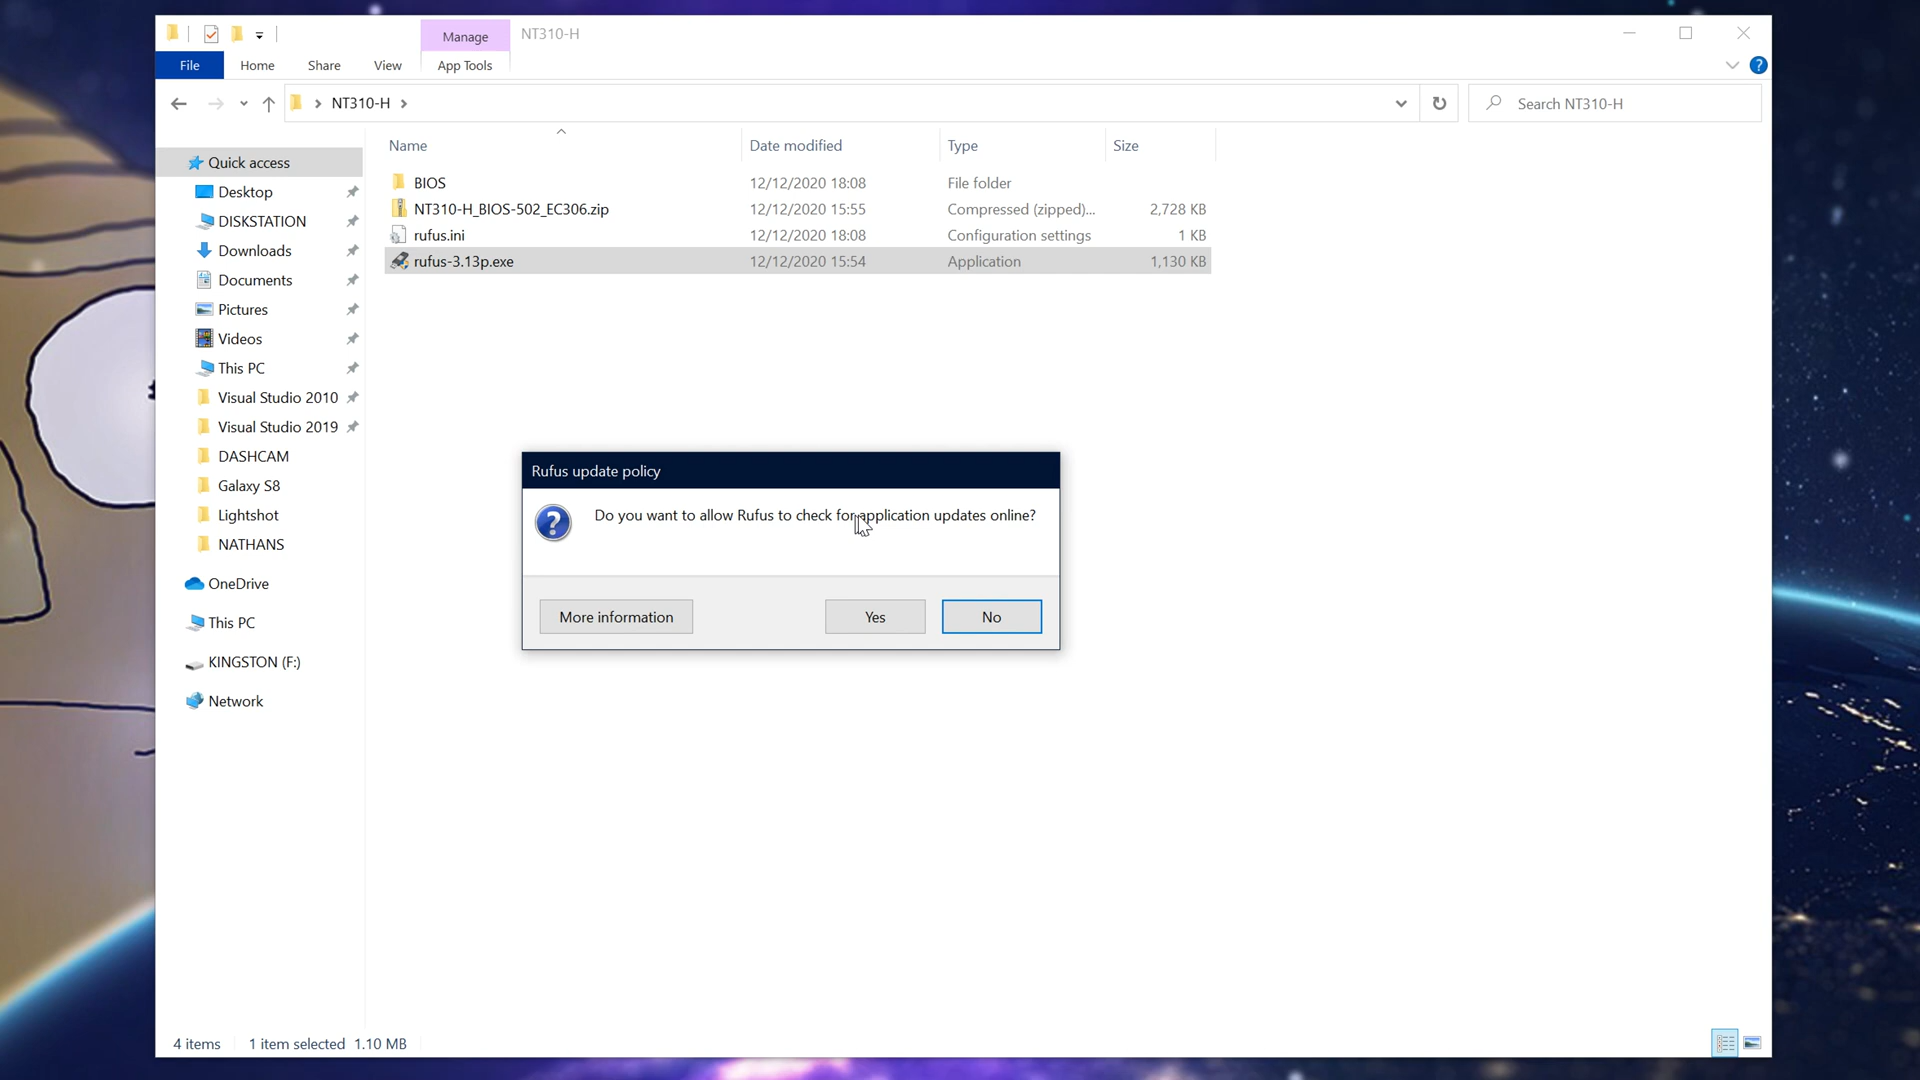 Manage
NT310-H
File
Home
Share
View
App Tools
?
NT310-H
Search NT310-H
Name
Date modified
Type
Size
Quick access
Desktop
DISKSTATION
Downloads
Documents
Pictures
Videos
This PC
Visual Studio 2010
Visual Studio 2019
DASHCAM
Galaxy S8
Lightshot
NATHANS
OneDrive
This PC
KINGSTON (F:)
Network
BIOS 12/12/2020 18:08 File folder
NT310-H_BIOS-502_EC306.zip 12/12/2020 15:55 Compressed (zipped)... 2,728 KB
rufus.ini 12/12/2020 18:08 Configuration settings 1 KB
rufus-3.13p.exe 12/12/2020 15:54 Application 1,130 KB
Rufus update policy
?
Do you want to allow Rufus to check for application updates online?
More information
Yes
No
4 items
1 item selected 1.10 MB